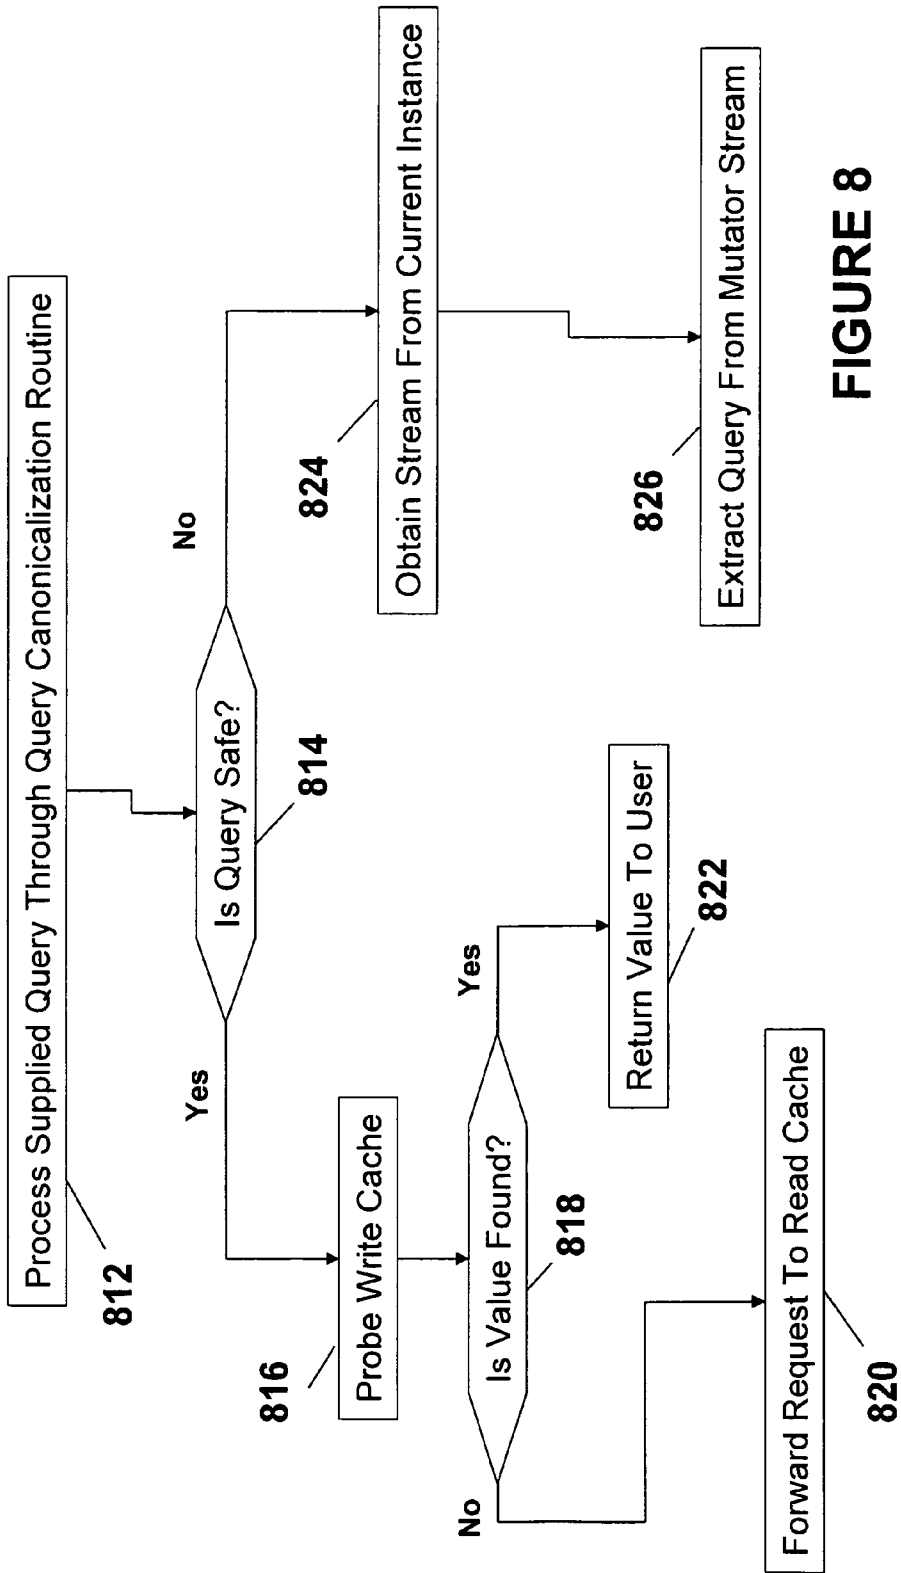 Process Supplied Query Through Query Canonicalization Routine
812
Is Query Safe?
814
Yes
No
Probe Write Cache
816
Obtain Stream From Current Instance
824
Is Value Found?
818
No
Yes
Return Value To User
822
Extract Query From Mutator Stream
826
Forward Request To Read Cache
820
FIGURE 8